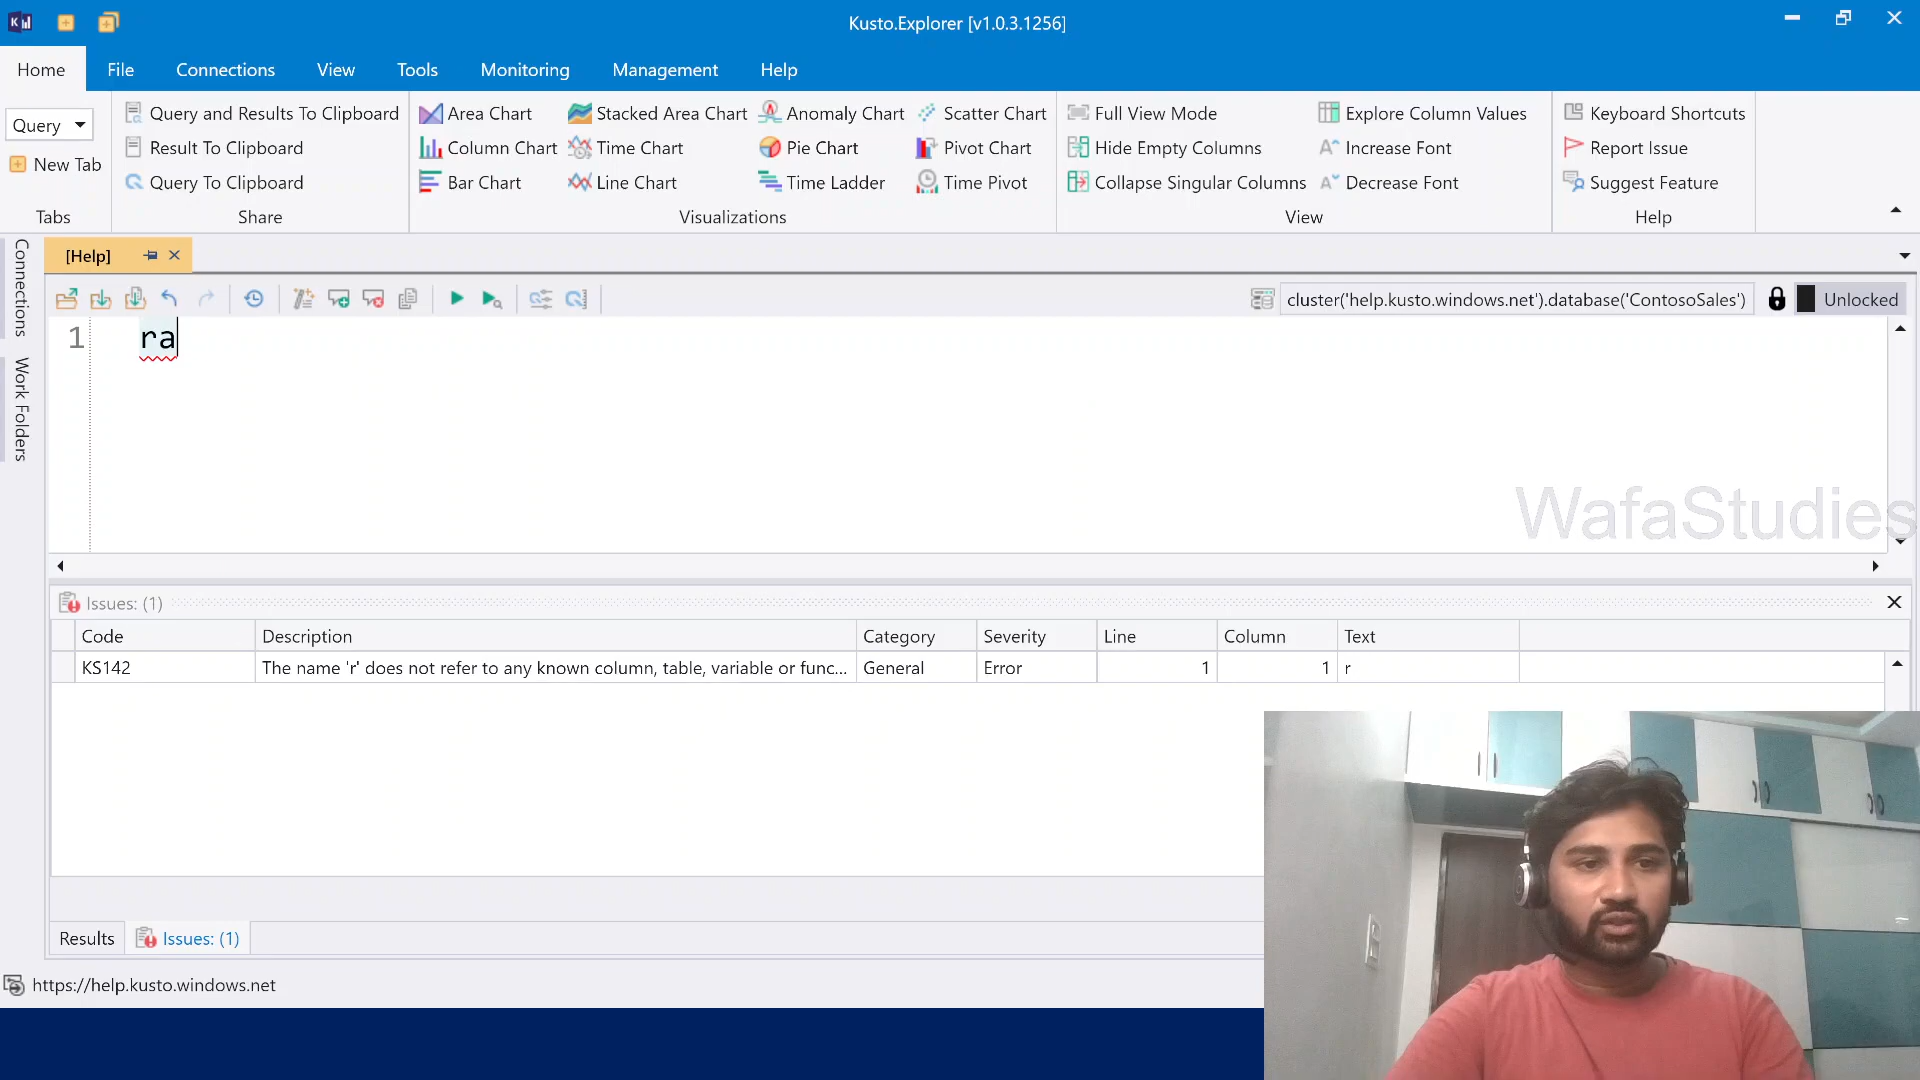 Kusto.Explorer [v1.0.3.1256]
Home File Connections View Tools Monitoring Management Help
Query
New Tab
Tabs
Query and Results To Clipboard
Result To Clipboard
Query To Clipboard
Share
Area Chart Stacked Area Chart Anomaly Chart Scatter Chart
Column Chart Time Chart Pie Chart Pivot Chart
Bar Chart Line Chart Time Ladder Time Pivot
Visualizations
Full View Mode Explore Column Values
Hide Empty Columns Increase Font
Collapse Singular Columns Decrease Font
View
Keyboard Shortcuts
Report Issue
Suggest Feature
Help
Connections
Work Folders
[Help]
cluster('help.kusto.windows.net').database('ContosoSales') Unlocked
1 ra
WafaStudies
Issues: (1)
Code Description Category Severity Line Column Text
KS142 The name 'r' does not refer to any known column, table, variable or func... General Error 1 1 r
Results Issues: (1)
https://help.kusto.windows.net